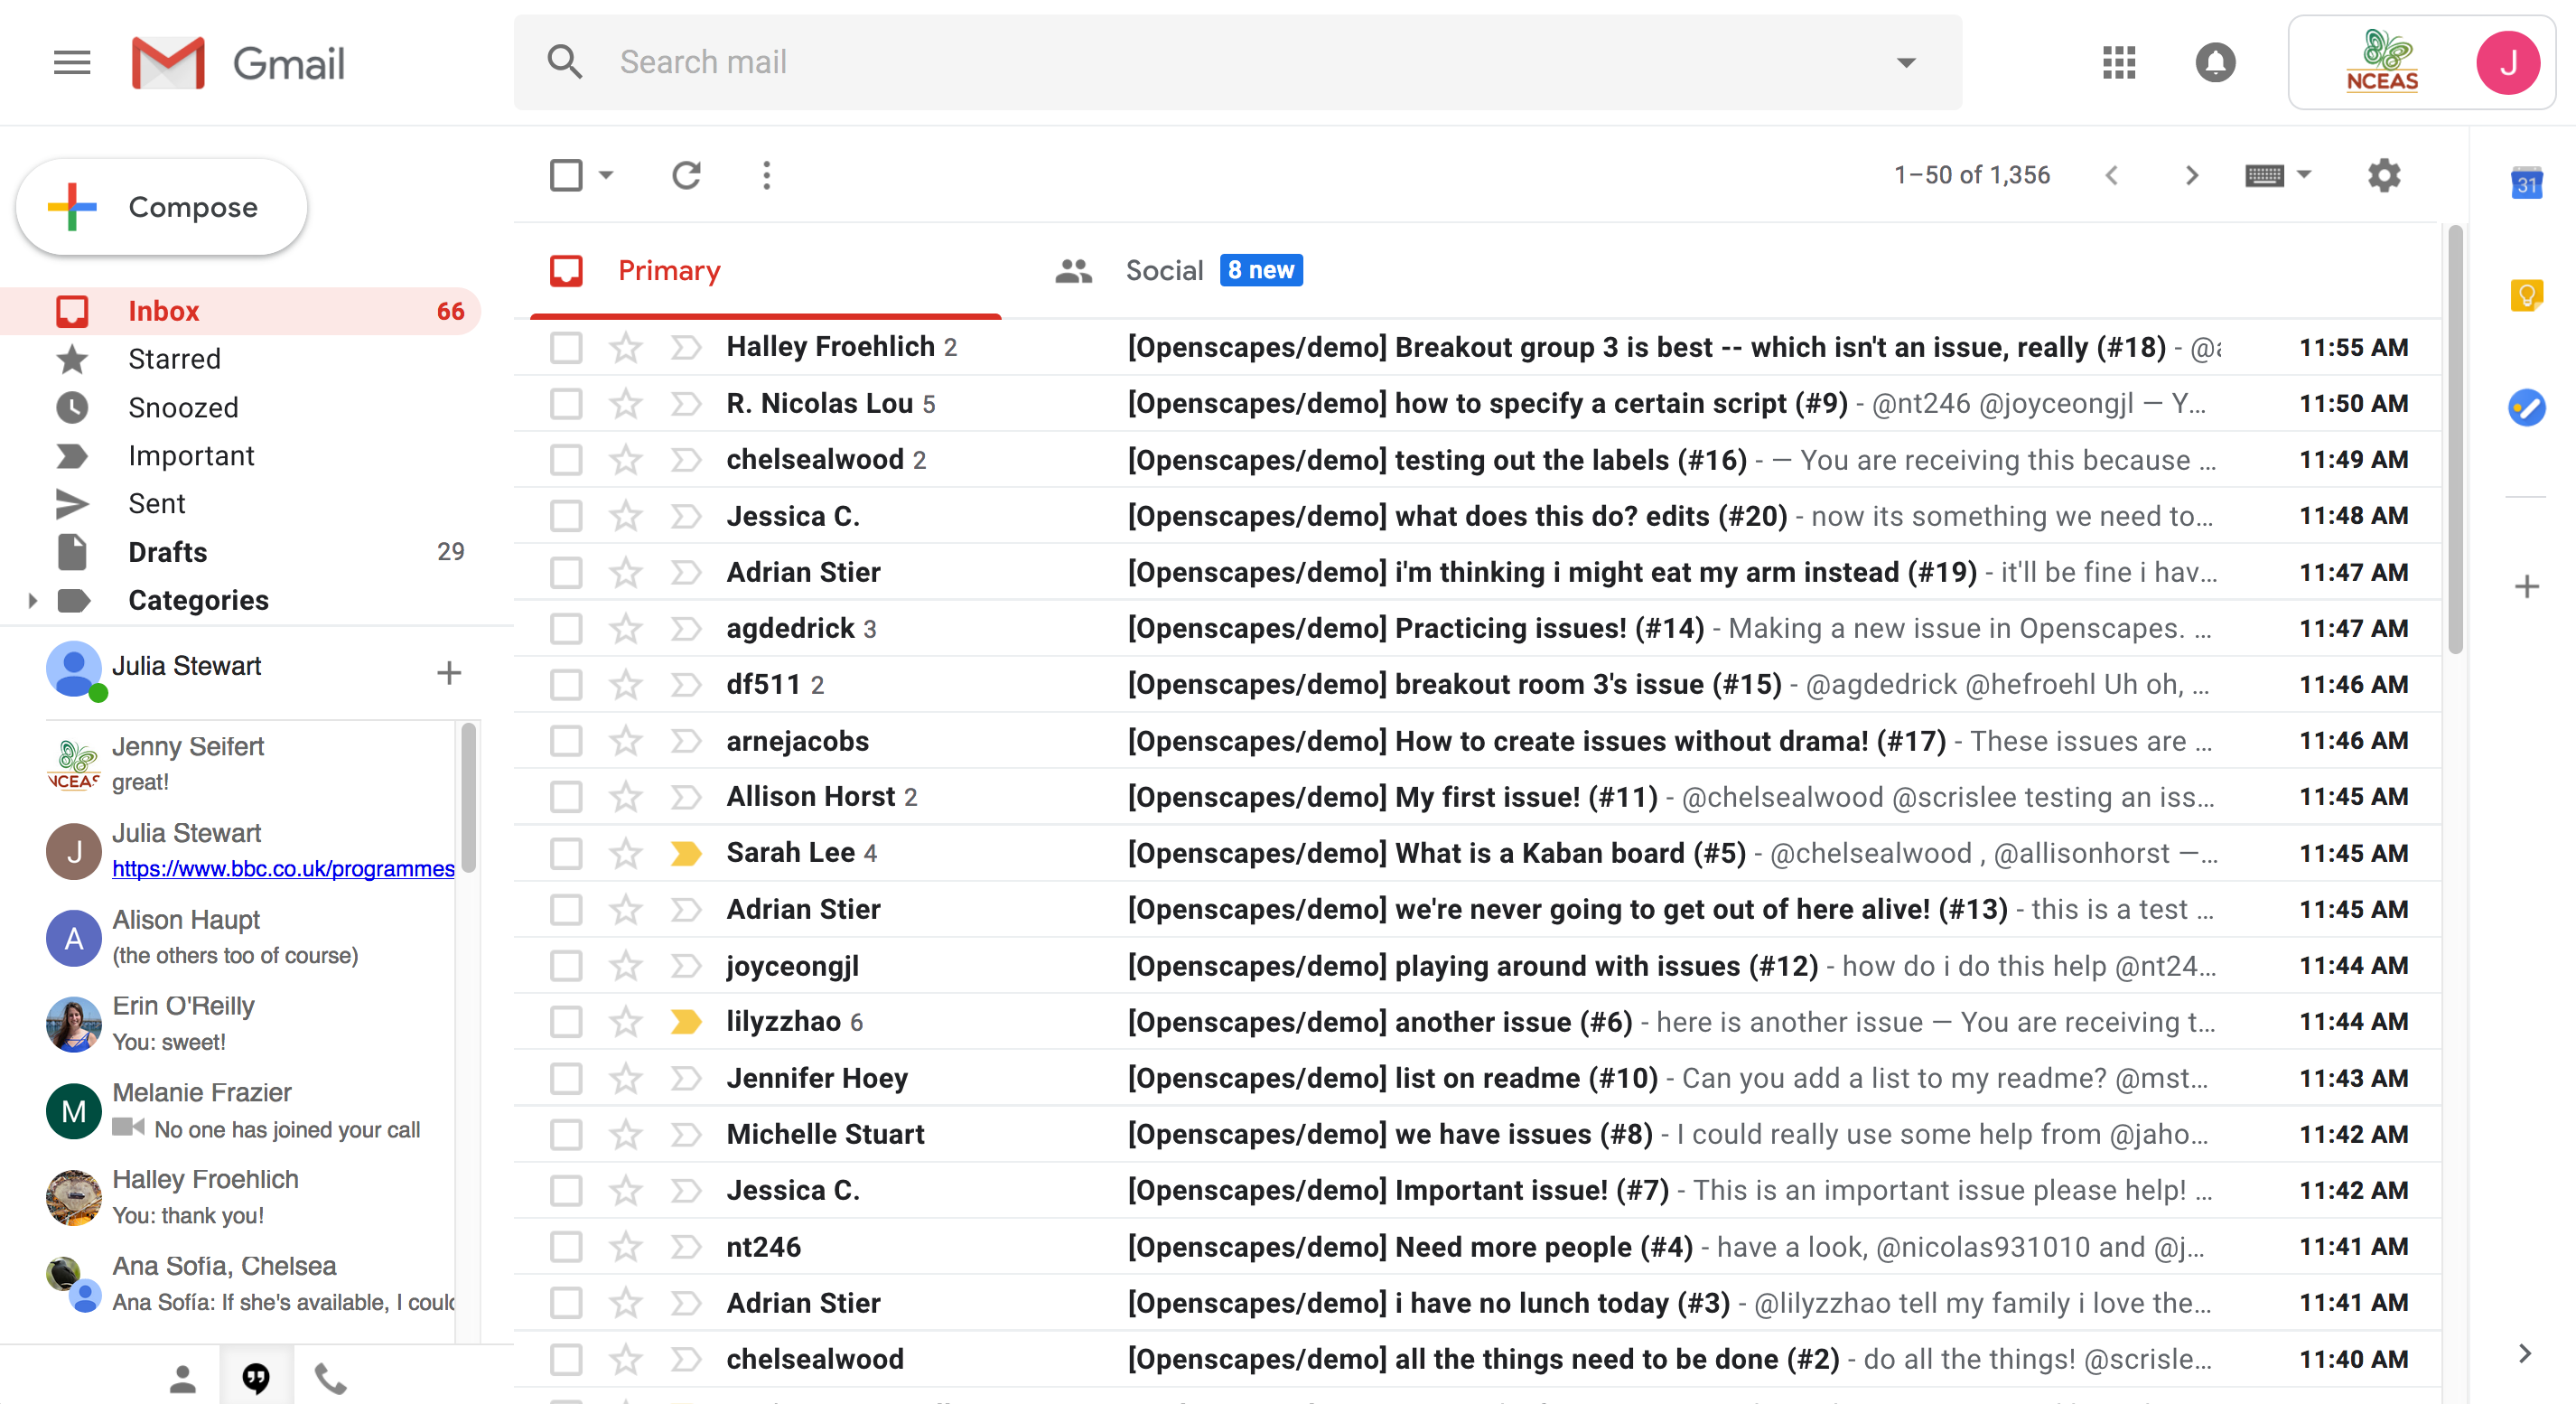 Gmail
Search mail
NCEAS
J
Compose
1–50 of 1,356
31
Primary
Social 8 new
Inbox 66
Starred
Snoozed
Important
Sent
Drafts 29
Categories
Julia Stewart
NCEAS
Jenny Seifert
great!
J
Julia Stewart
https://www.bbc.co.uk/programmes
A
Alison Haupt
(the others too of course)
Erin O'Reilly
You: sweet!
M
Melanie Frazier
No one has joined your call
Halley Froehlich
You: thank you!
Ana Sofía, Chelsea
Ana Sofía: If she's available, I could
Halley Froehlich 2 [Openscapes/demo] Breakout group 3 is best -- which isn't an issue, really (#18) - @a 11:55 AM
R. Nicolas Lou 5 [Openscapes/demo] how to specify a certain script (#9) - @nt246 @joyceongjl — Y... 11:50 AM
chelsealwood 2 [Openscapes/demo] testing out the labels (#16) - — You are receiving this because ... 11:49 AM
Jessica C. [Openscapes/demo] what does this do? edits (#20) - now its something we need to... 11:48 AM
Adrian Stier [Openscapes/demo] i'm thinking i might eat my arm instead (#19) - it'll be fine i hav... 11:47 AM
agdedrick 3 [Openscapes/demo] Practicing issues! (#14) - Making a new issue in Openscapes. ... 11:47 AM
df511 2 [Openscapes/demo] breakout room 3's issue (#15) - @agdedrick @hefroehl Uh oh, ... 11:46 AM
arnejacobs [Openscapes/demo] How to create issues without drama! (#17) - These issues are ... 11:46 AM
Allison Horst 2 [Openscapes/demo] My first issue! (#11) - @chelsealwood @scrislee testing an iss... 11:45 AM
Sarah Lee 4 [Openscapes/demo] What is a Kaban board (#5) - @chelsealwood , @allisonhorst —... 11:45 AM
Adrian Stier [Openscapes/demo] we're never going to get out of here alive! (#13) - this is a test ... 11:45 AM
joyceongjl [Openscapes/demo] playing around with issues (#12) - how do i do this help @nt24... 11:44 AM
lilyzzhao 6 [Openscapes/demo] another issue (#6) - here is another issue — You are receiving t... 11:44 AM
Jennifer Hoey [Openscapes/demo] list on readme (#10) - Can you add a list to my readme? @mst... 11:43 AM
Michelle Stuart [Openscapes/demo] we have issues (#8) - I could really use some help from @jaho... 11:42 AM
Jessica C. [Openscapes/demo] Important issue! (#7) - This is an important issue please help! ... 11:42 AM
nt246 [Openscapes/demo] Need more people (#4) - have a look, @nicolas931010 and @j... 11:41 AM
Adrian Stier [Openscapes/demo] i have no lunch today (#3) - @lilyzzhao tell my family i love the... 11:41 AM
chelsealwood [Openscapes/demo] all the things need to be done (#2) - do all the things! @scrisle... 11:40 AM